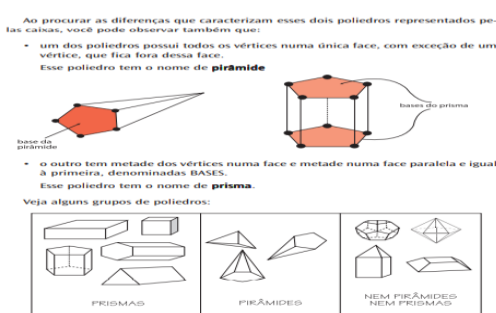 Ao procurar as diferenças que caracterizam esses dois poliedros representados pe-
las caixas, você pode observar também que:
• um dos poliedros possui todos os vértices numa única face, com exceção de um
vértice, que fica fora dessa face.
Esse poliedro tem o nome de pirâmide
bases do prisma
base da
pirâmide
• o outro tem metade dos vértices numa face e metade numa face paralela e igual
à primeira, denominadas BASES.
Esse poliedro tem o nome de prisma.
Veja alguns grupos de poliedros:
PRISMAS
PIRÂMIDES
NEM PIRÂMIDES
NEM PRISMAS